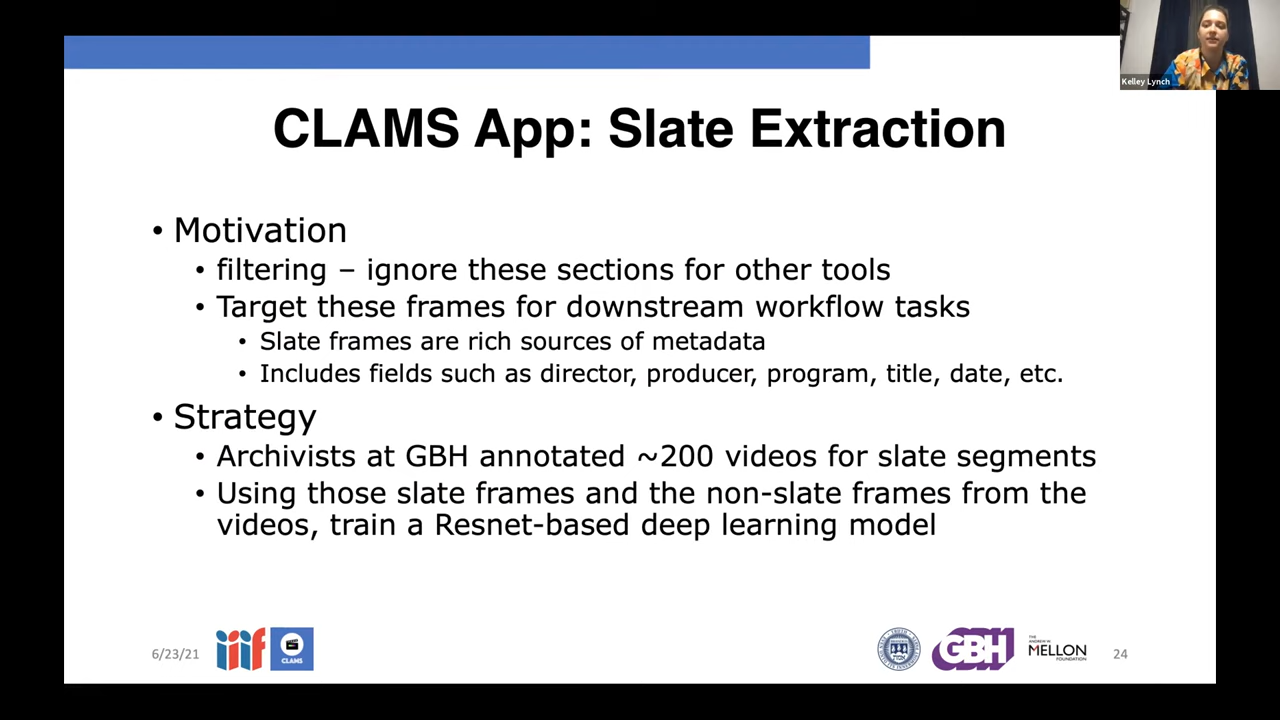 Kelley Lynch
CLAMS App: Slate Extraction
• Motivation
• filtering – ignore these sections for other tools
• Target these frames for downstream workflow tasks
• Slate frames are rich sources of metadata
• Includes fields such as director, producer, program, title, date, etc.
• Strategy
• Archivists at GBH annotated ~200 videos for slate segments
• Using those slate frames and the non-slate frames from the
videos, train a Resnet-based deep learning model
6/23/21
iiif
CLAMS
GBH
THE
ANDREW W.
MELLON
FOUNDATION
24